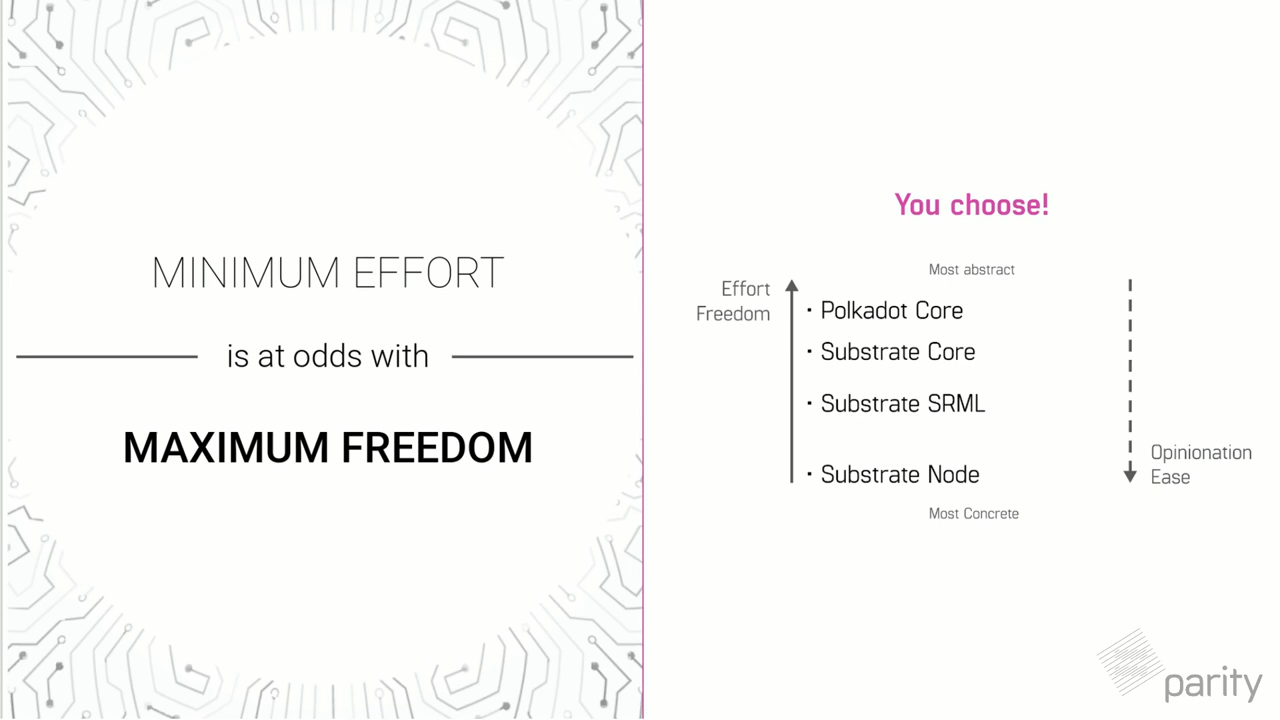 MINIMUM EFFORT
is at odds with
MAXIMUM FREEDOM
You choose!
Most abstract
Effort
Freedom
· Polkadot Core
· Substrate Core
· Substrate SRML
· Substrate Node
Opinionation
Ease
Most Concrete
parity